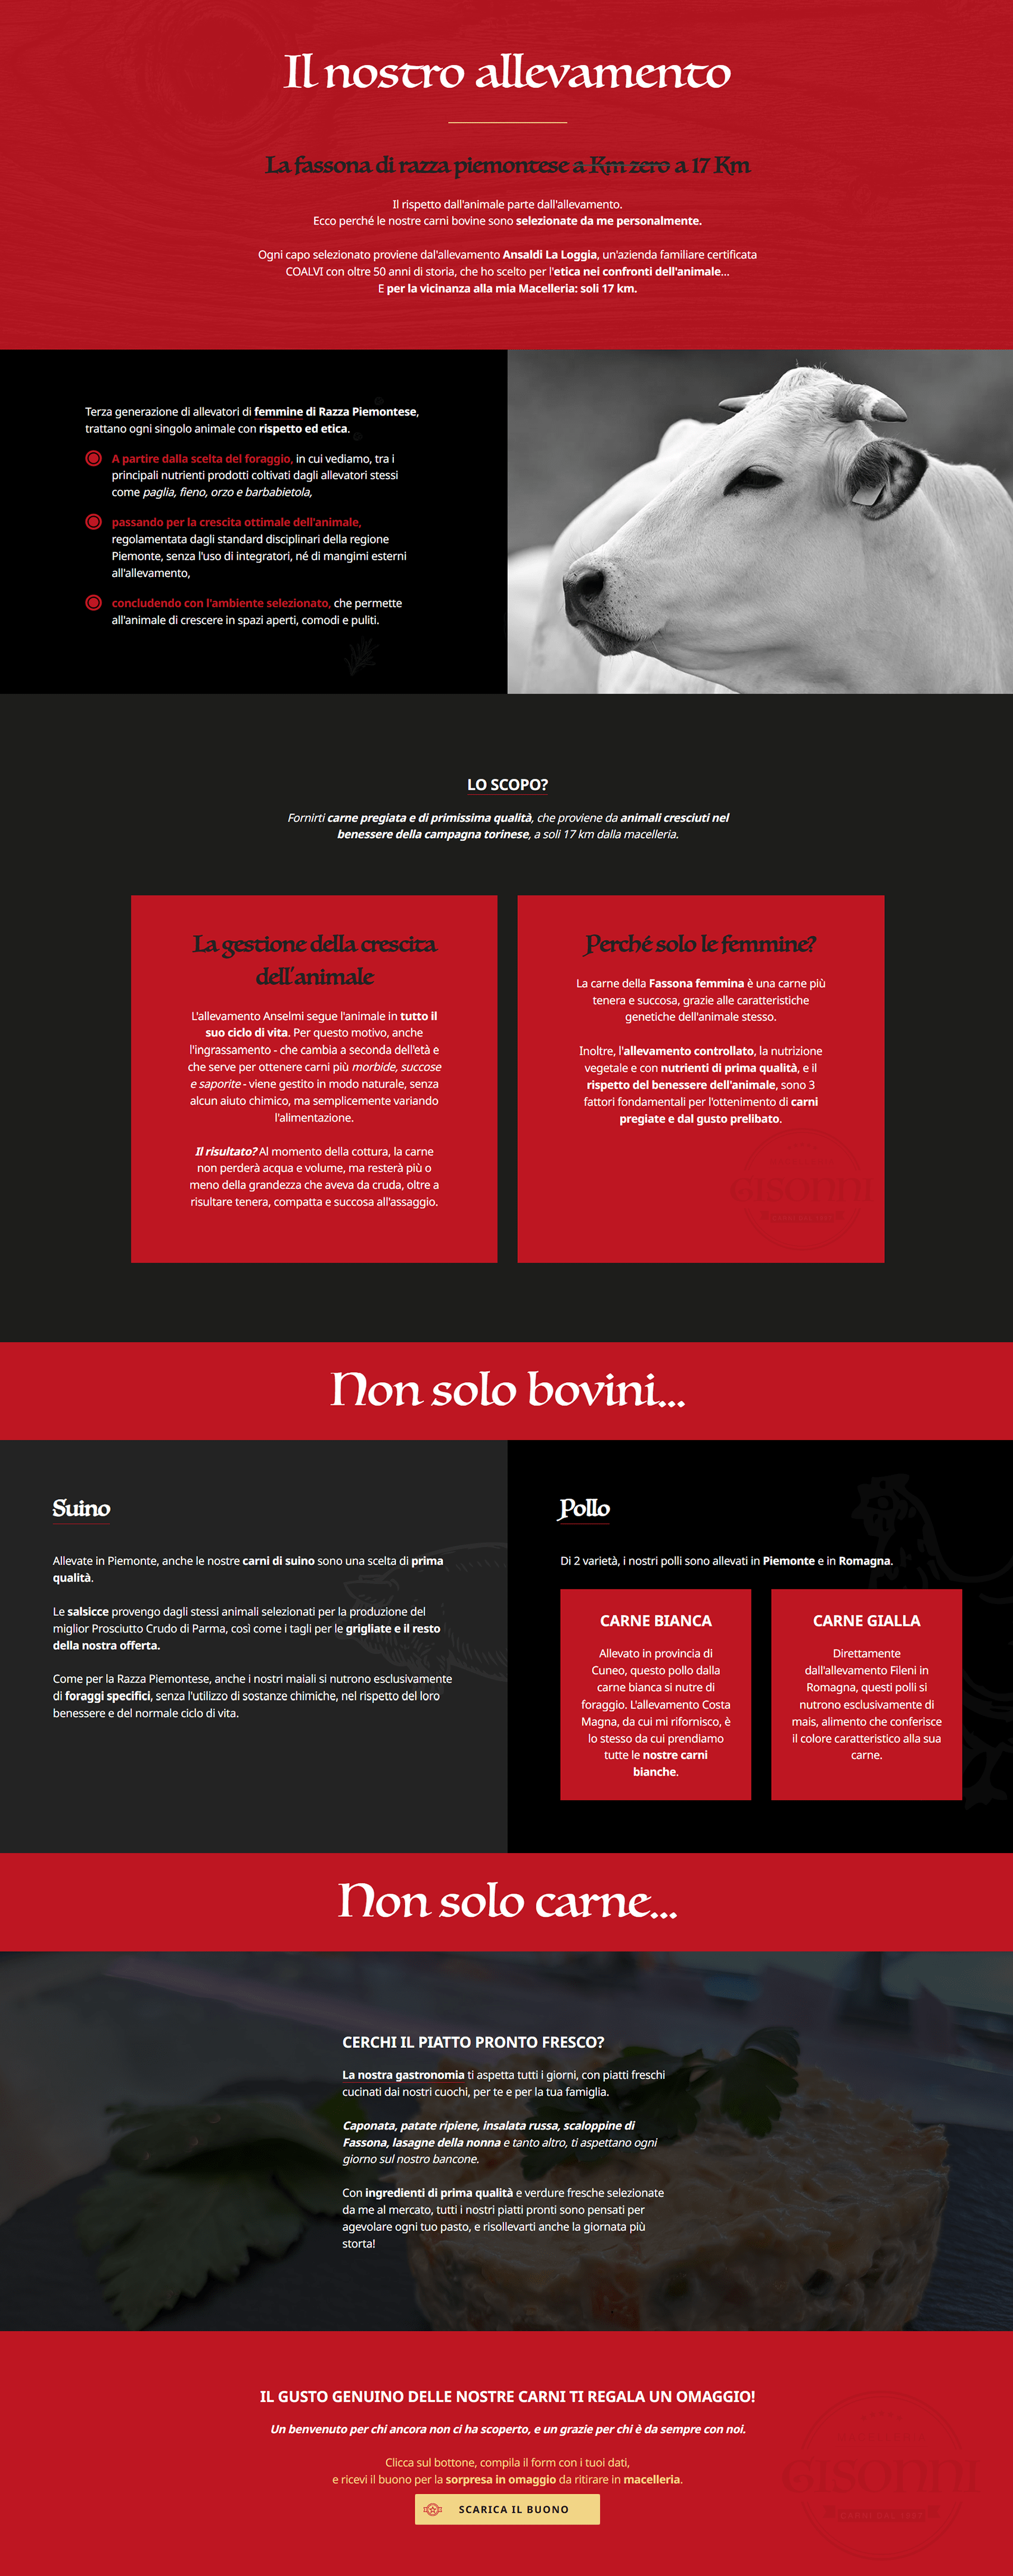 Il nostro allevamento
La fassona di razza piemontese a Km zero a 17 Km
Il rispetto dall'animale parte dall'allevamento.
Ecco perché le nostre carni bovine sono selezionate da me personalmente.
Ogni capo selezionato proviene dal'allevamento Ansaldi La Loggia, un'azienda familiare certificata
COALVI con oltre 50 anni di storia, che ho scelto per l'etica nei confronti dell'animale...
E per la vicinanza alla mia Macelleria: soli 17 km.
Terza generazione di allevatori di femmine di Razza Piemontese,
trattano ogni singolo animale con rispetto ed etica.
A partire dalla scelta del foraggio, in cui vediamo, tra i
principali nutrienti prodotti coltivati dagli allevatori stessi
come paglia, fieno, orzo e barbabietola,
passando per la crescita ottimale dell'animale,
regolamentata dagli standard disciplinari della regione
Piemonte, senza l'uso di integratori, né di mangimi esterni
all'allevamento,
concludendo con l'ambiente selezionato, che permette
all'animale di crescere in spazi aperti, comodi e puliti.
LO SCOPO?
Fornirti carne pregiata e di primissima qualità, che proviene da animali cresciuti nel
benessere della campagna torinese, a soli 17 km dalla macelleria.
La gestione della crescita
dell'animale
L'allevamento Anselmi segue l'animale in tutto il
suo ciclo di vita. Per questo motivo, anche
l'ingrassamento - che cambia a seconda dell'età e
che serve per ottenere carni più morbide, succose
e saporite - viene gestito in modo naturale, senza
alcun aiuto chimico, ma semplicemente variando
l'alimentazione.
Il risultato? Al momento della cottura, la carne
non perderà acqua e volume, ma resterà più o
meno della grandezza che aveva da cruda, oltre a
risultare tenera, compatta e succosa all'assaggio.
Perché solo le femmine?
La carne della Fassona femmina è una carne più
tenera e succosa, grazie alle caratteristiche
genetiche dell'animale stesso.
Inoltre, l'allevamento controllato, la nutrizione
vegetale e con nutrienti di prima qualità, e il
rispetto del benessere dell'animale, sono 3
fattori fondamentali per l'ottenimento di carni
pregiate e dal gusto prelibato.
GISONNI
Non solo bovini...
Suino
Allevate in Piemonte, anche le nostre carni di suino sono una scelta di prima
qualità.
Le salsicce provengo dagli stessi animali selezionati per la produzione del
miglior Prosciutto Crudo di Parma, così come i tagli per le grigliate e il resto
della nostra offerta.
Come per la Razza Piemontese, anche i nostri maiali si nutrono esclusivamente
di foraggi specifici, senza l'utilizzo di sostanze chimiche, nel rispetto del loro
benessere e del normale ciclo di vita.
Pollo
Di 2 varietà, i nostri polli sono allevati in Piemonte e in Romagna.
CARNE BIANCA
Allevato in provincia di
Cuneo, questo pollo dalla
carne bianca si nutre di
foraggio. L'allevamento Costa
Magna, da cui mi rifornisco, è
lo stesso da cui prendiamo
tutte le nostre carni
bianche.
CARNE GIALLA
Direttamente
dall'allevamento Fileni in
Romagna, questi polli si
nutrono esclusivamente di
mais, alimento che conferisce
il colore caratteristico alla sua
carne.
Non solo carne...
CERCHI IL PIATTO PRONTO FRESCO?
La nostra gastronomia ti aspetta tutti i giorni, con piatti freschi
cucinati dai nostri cuochi, per te e per la tua famiglia.
Caponata, patate ripiene, insalata russa, scaloppine di
Fassona, lasagne della nonna e tanto altro, ti aspettano ogni
giorno sul nostro bancone.
Con ingredienti di prima qualità e verdure fresche selezionate
da me al mercato, tutti i nostri piatti pronti sono pensati per
agevolare ogni tuo pasto, e risollevarti anche la giornata più
storta!
IL GUSTO GENUINO DELLE NOSTRE CARNI TI REGALA UN OMAGGIO!
Un benvenuto per chi ancora non ci ha scoperto, e un grazie per chi è da sempre con noi.
Clicca sul bottone, compila il form con i tuoi dati,
e ricevi il buono per la sorpresa in omaggio da ritirare in macelleria.
SCARICA IL BUONO
GISONNI